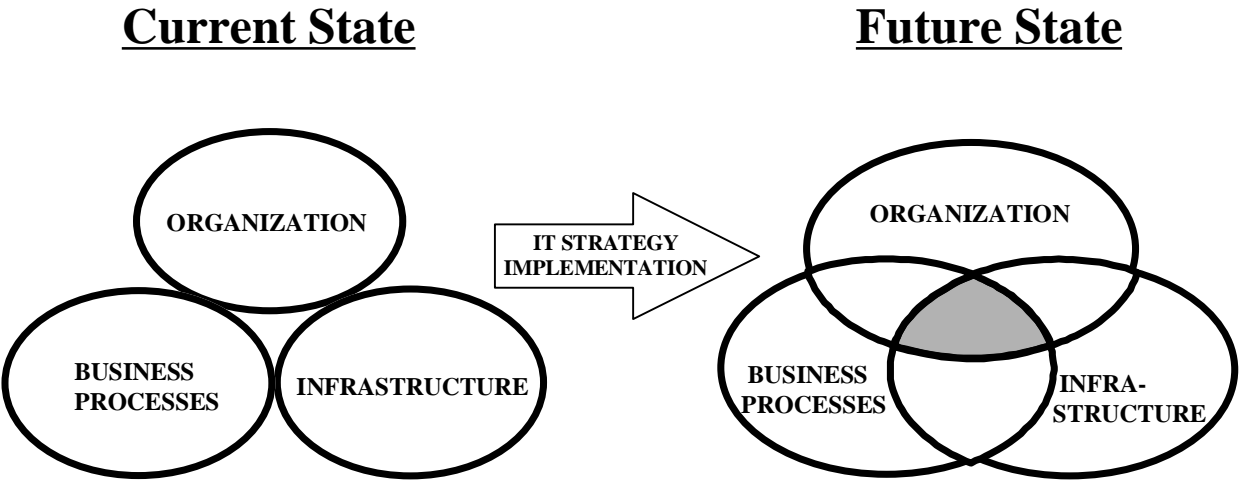 Current State
Future State
ORGANIZATION
BUSINESS
PROCESSES
INFRASTRUCTURE
IT STRATEGY
IMPLEMENTATION
ORGANIZATION
BUSINESS
PROCESSES
INFRA-
STRUCTURE